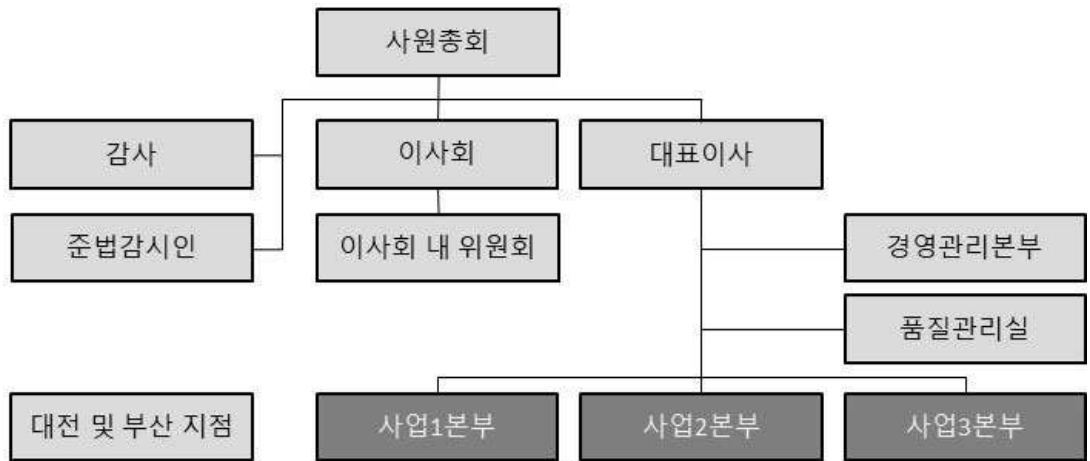 사원총회
감사
이사회
대표이사
준법감시인
이사회 내 위원회
경영관리본부
품질관리실
대전 및 부산 지점
사업1본부
사업2본부
사업3본부